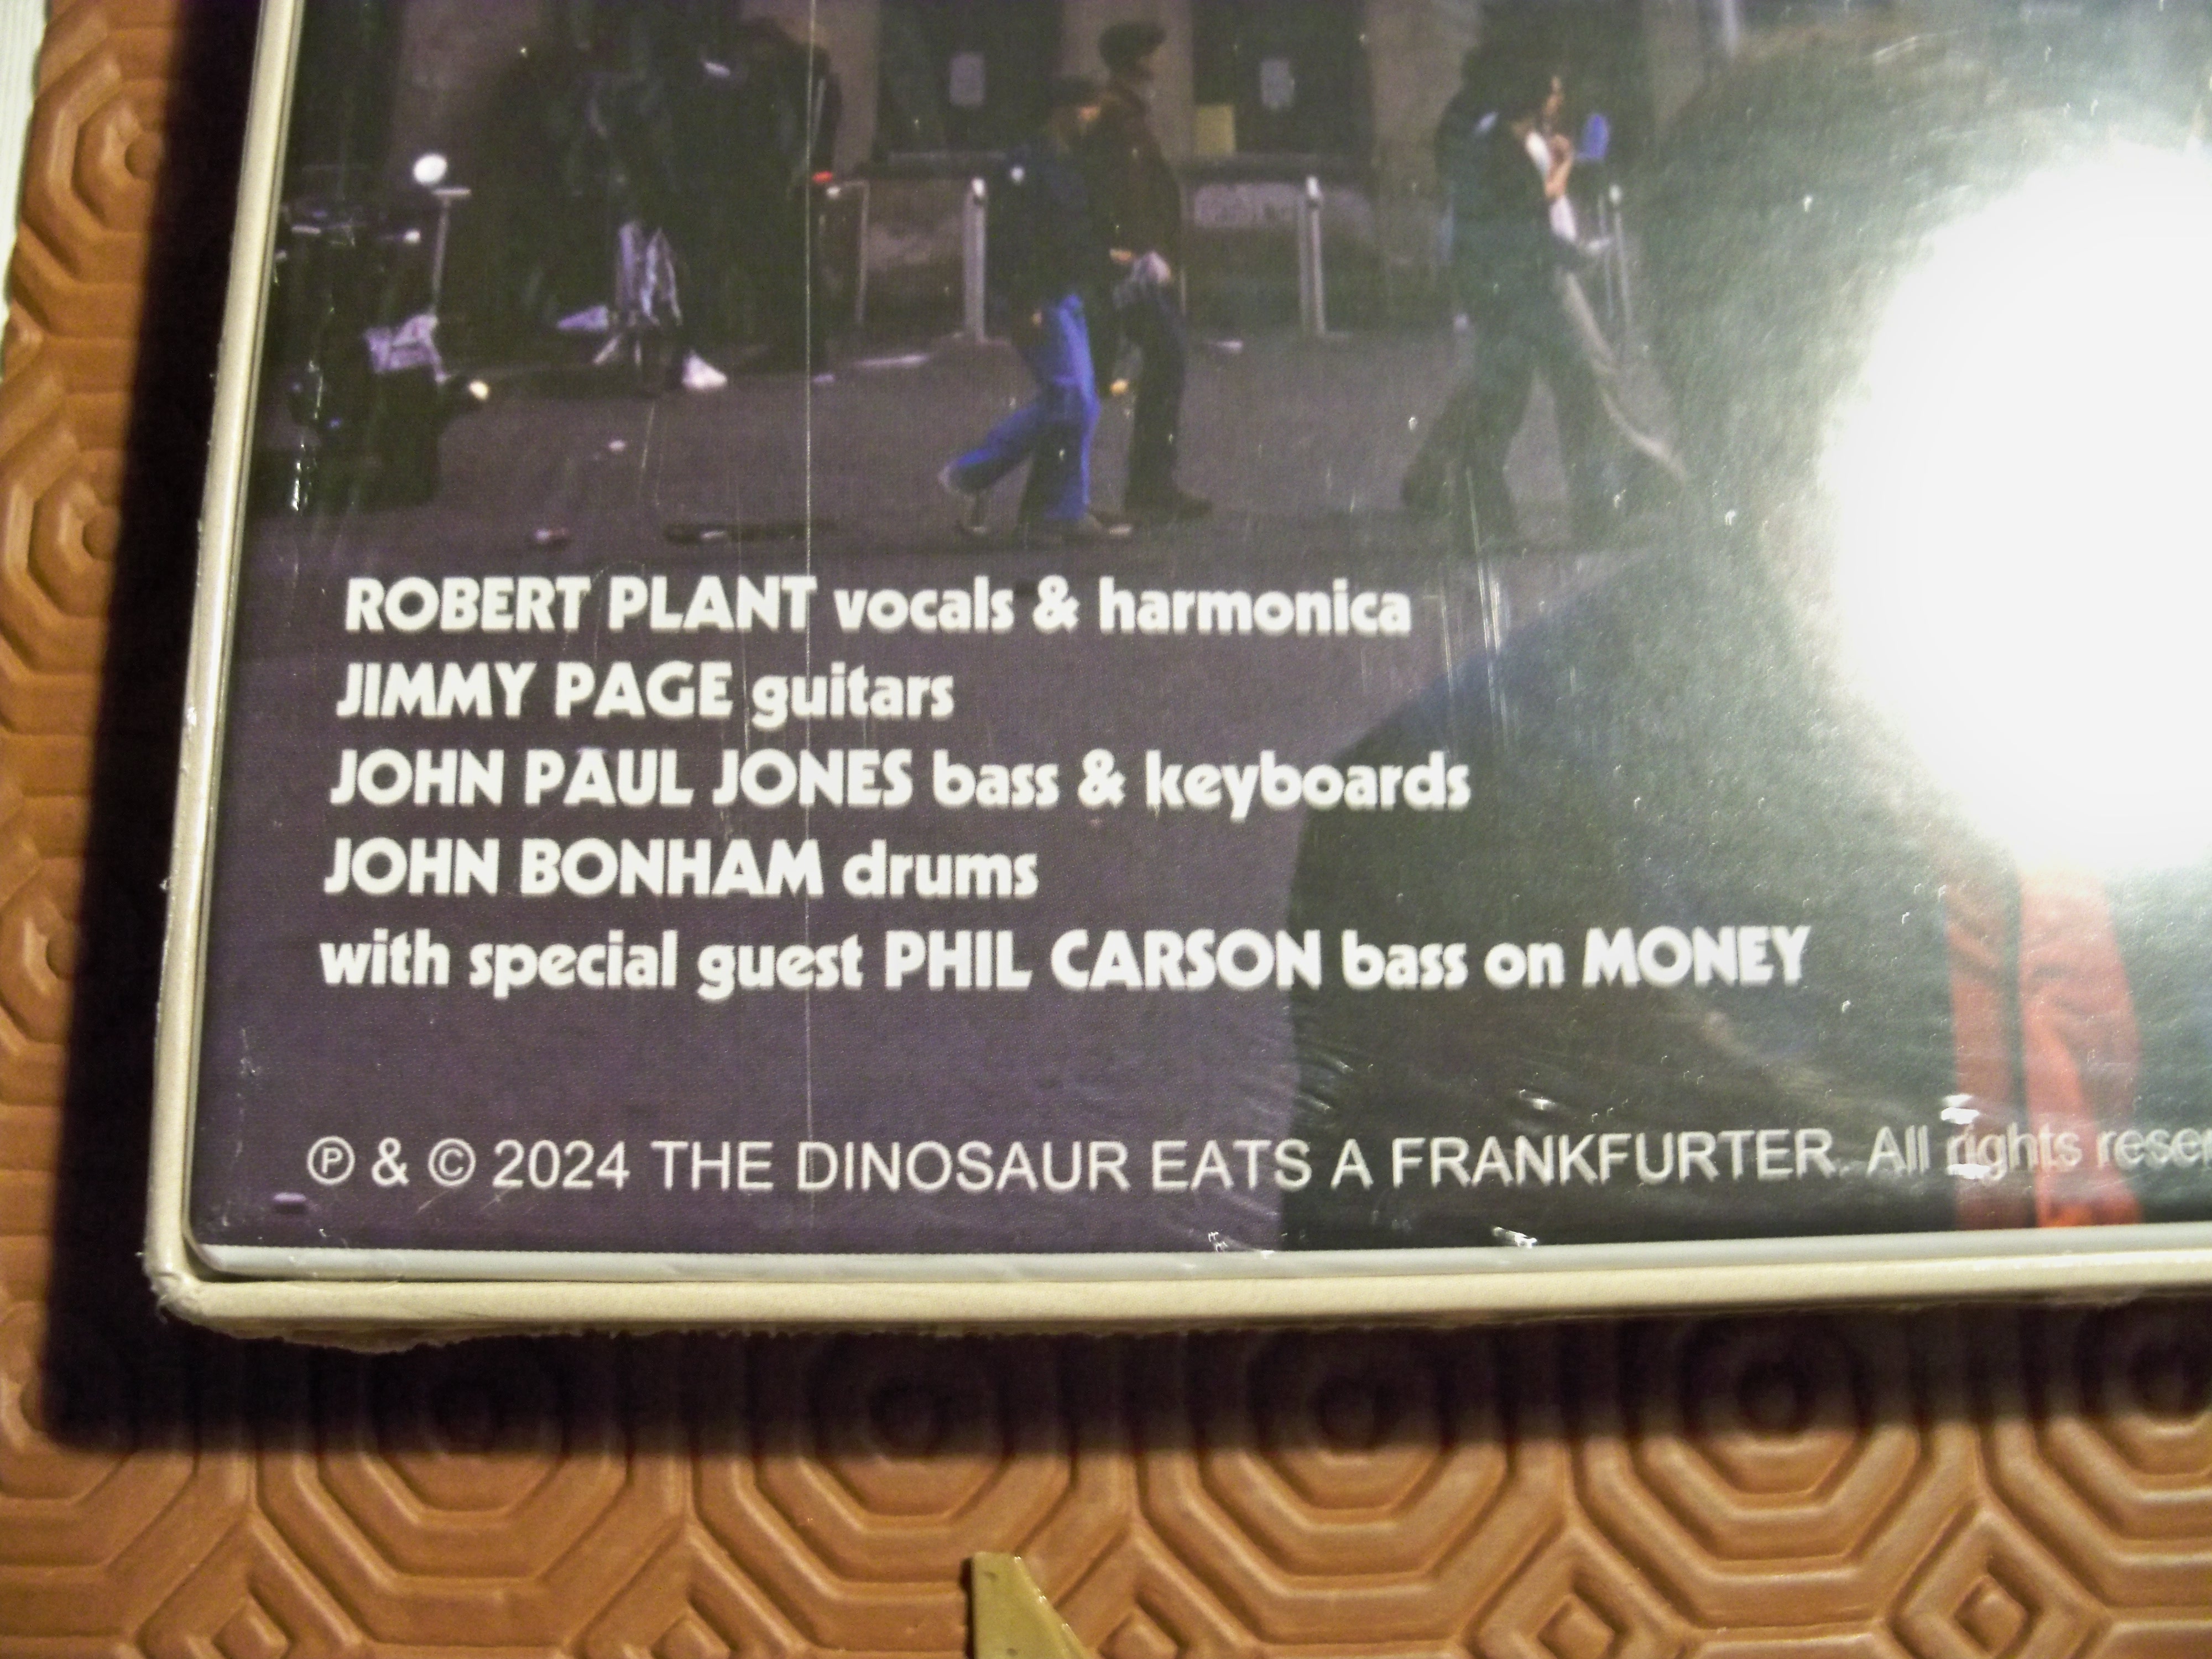 ROBERT PLANT vocals & harmonica
JIMMY PAGE guitars
JOHN PAUL JONES bass & keyboards
JOHN BONHAM drums
with special guest PHIL CARSON bass on MONEY
℗ & © 2024 THE DINOSAUR EATS A FRANKFURTER. All rights reser